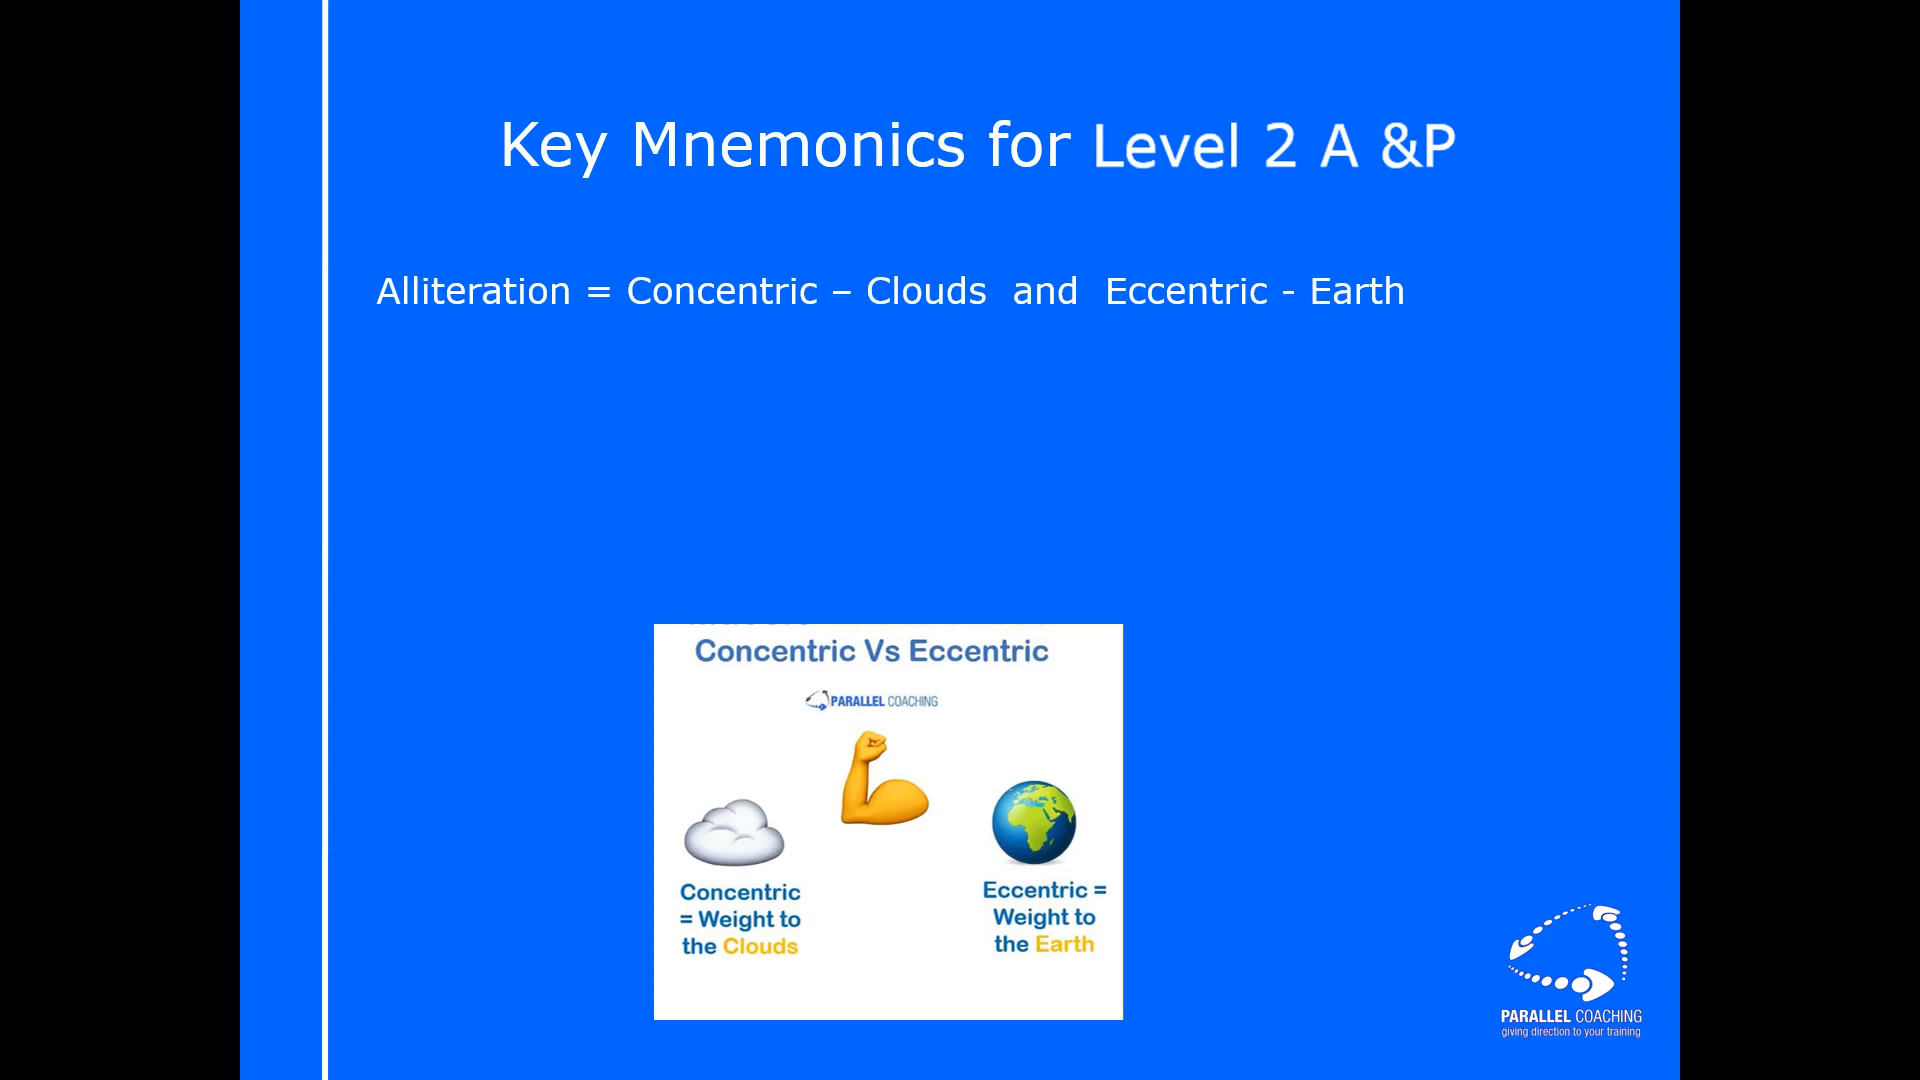 Key Mnemonics for Level 2 A &P
Alliteration = Concentric – Clouds and Eccentric - Earth
Concentric Vs Eccentric
PARALLEL COACHING
Concentric
= Weight to
the Clouds
Eccentric =
Weight to
the Earth
PARALLEL COACHING
giving direction to your training